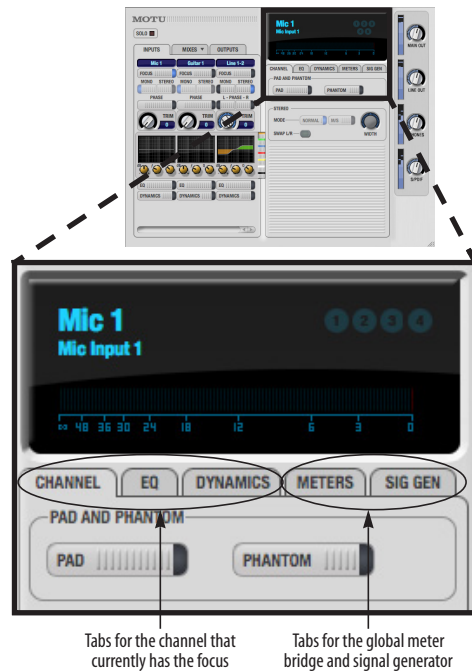 MOTU
SOLO
INPUTS MIXES OUTPUTS
Mic 1 Guitar 1 Line 1-2
FOCUS FOCUS FOCUS
MONO STEREO MONO STEREO MONO STEREO
PHASE PHASE L - PHASE - R
TRIM 0 TRIM 0 TRIM 0
EQ EQ EQ
DYNAMICS DYNAMICS DYNAMICS
Mic 1
Mic Input 1
CHANNEL EQ DYNAMICS METERS SIG GEN
PAD AND PHANTOM
PAD PHANTOM
STEREO
MODE NORMAL M/S
SWAP L/R WIDTH
MAIN OUT
LINE OUT
S/PDIF
Mic 1
Mic Input 1
1 2 3 4
∞ 48 36 30 24 18 12 6 3 0
CHANNEL EQ DYNAMICS METERS SIG GEN
PAD AND PHANTOM
PAD PHANTOM
Tabs for the channel that
currently has the focus
Tabs for the global meter
bridge and signal generator